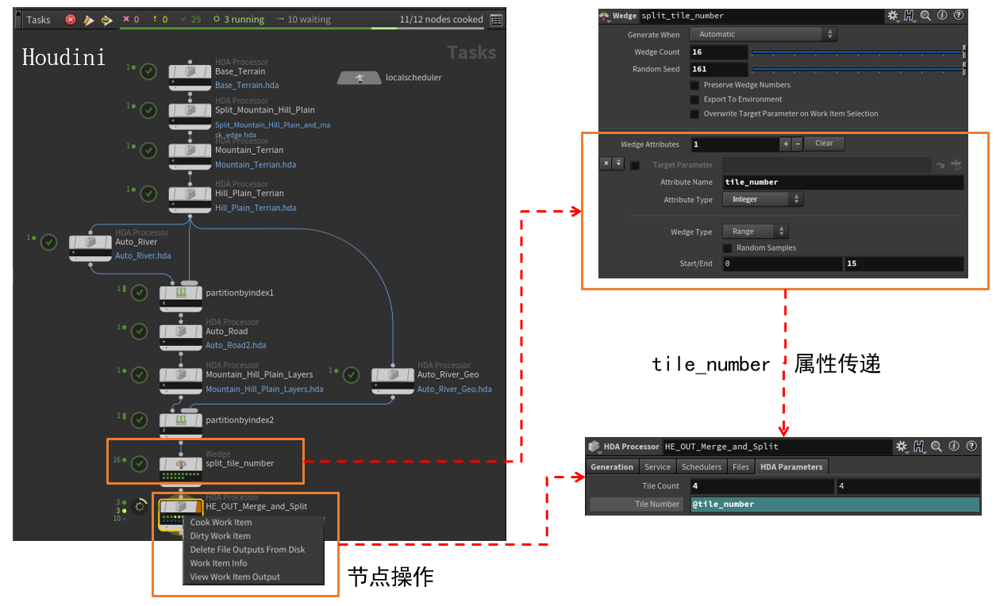 Tasks
0
! 0
29
3 running
10 waiting
11/12 nodes cooked
Houdini
Tasks
HDA Processor
1
Base_Terrain
Base_Terrain.hda
localscheduler
HDA Processor
1
Split_Mountain_Hill_Plain
Split_Mountain_Hill_Plain_and_ma
sk_edge.hda
HDA Processor
1
Mountain_Terrian
Mountain_Terrian.hda
HDA Processor
1
Hill_Plain_Terrian
Hill_Plain_Terrian.hda
HDA Processor
1
Auto_River
Auto_River.hda
1
partitionbyindex1
HDA Processor
1
Auto_Road
Auto_Road2.hda
HDA Processor
1
Mountain_Hill_Plain_Layers
Mountain_Hill_Plain_Layers.hda
HDA Processor
1
Auto_River_Geo
Auto_River_Geo.hda
1
partitionbyindex2
Wedge
16
split_tile_number
HDA Processor
3
3
10
HE_OUT_Merge_and_Split
Cook Work Item
Dirty Work Item
Delete File Outputs From Disk
Work Item Info
View Work Item Output
节点操作
Wedge split_tile_number
Generate When Automatic
Wedge Count 16
Random Seed 161
Preserve Wedge Numbers
Export To Environment
Overwrite Target Parameter on Work Item Selection
Wedge Attributes 1 + − Clear
Target Parameter
Attribute Name tile_number
Attribute Type Integer
Wedge Type Range
Random Samples
Start/End 0 15
tile_number 属性传递
HDA Processor HE_OUT_Merge_and_Split
Generation Service Schedulers Files HDA Parameters
Tile Count 4 4
Tile Number @tile_number